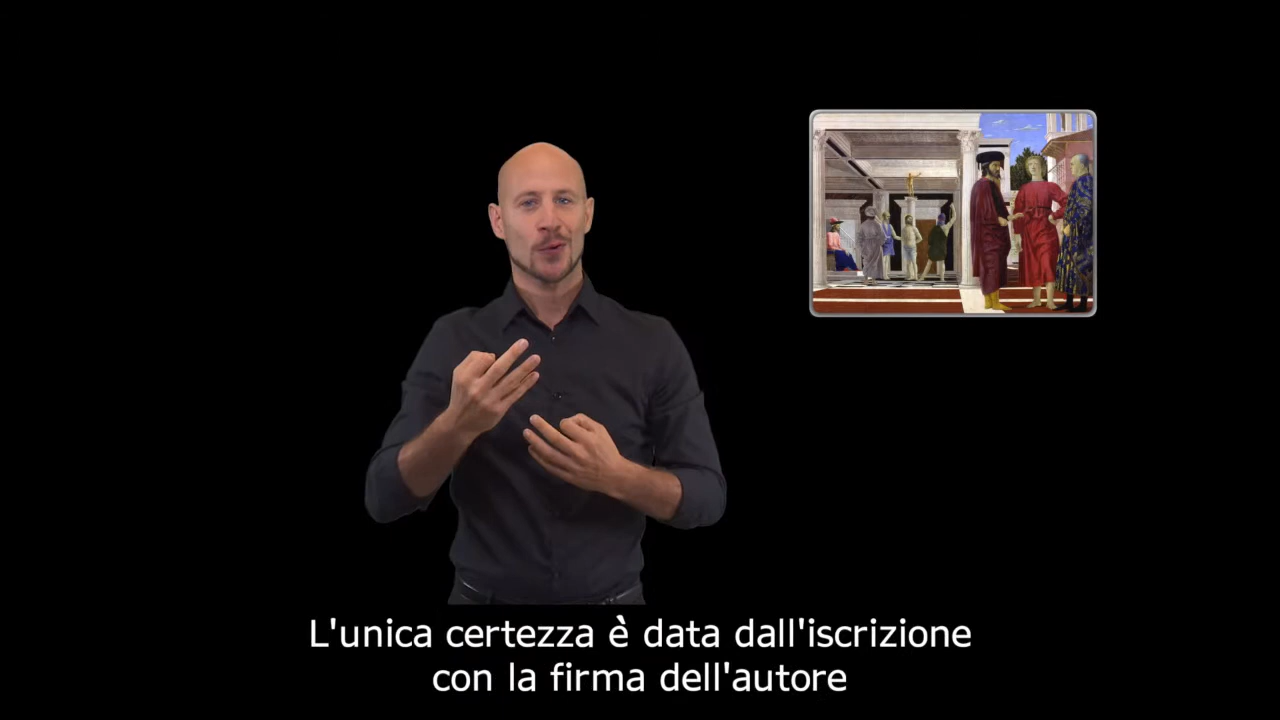 L'unica certezza è data dall'iscrizione
con la firma dell'autore